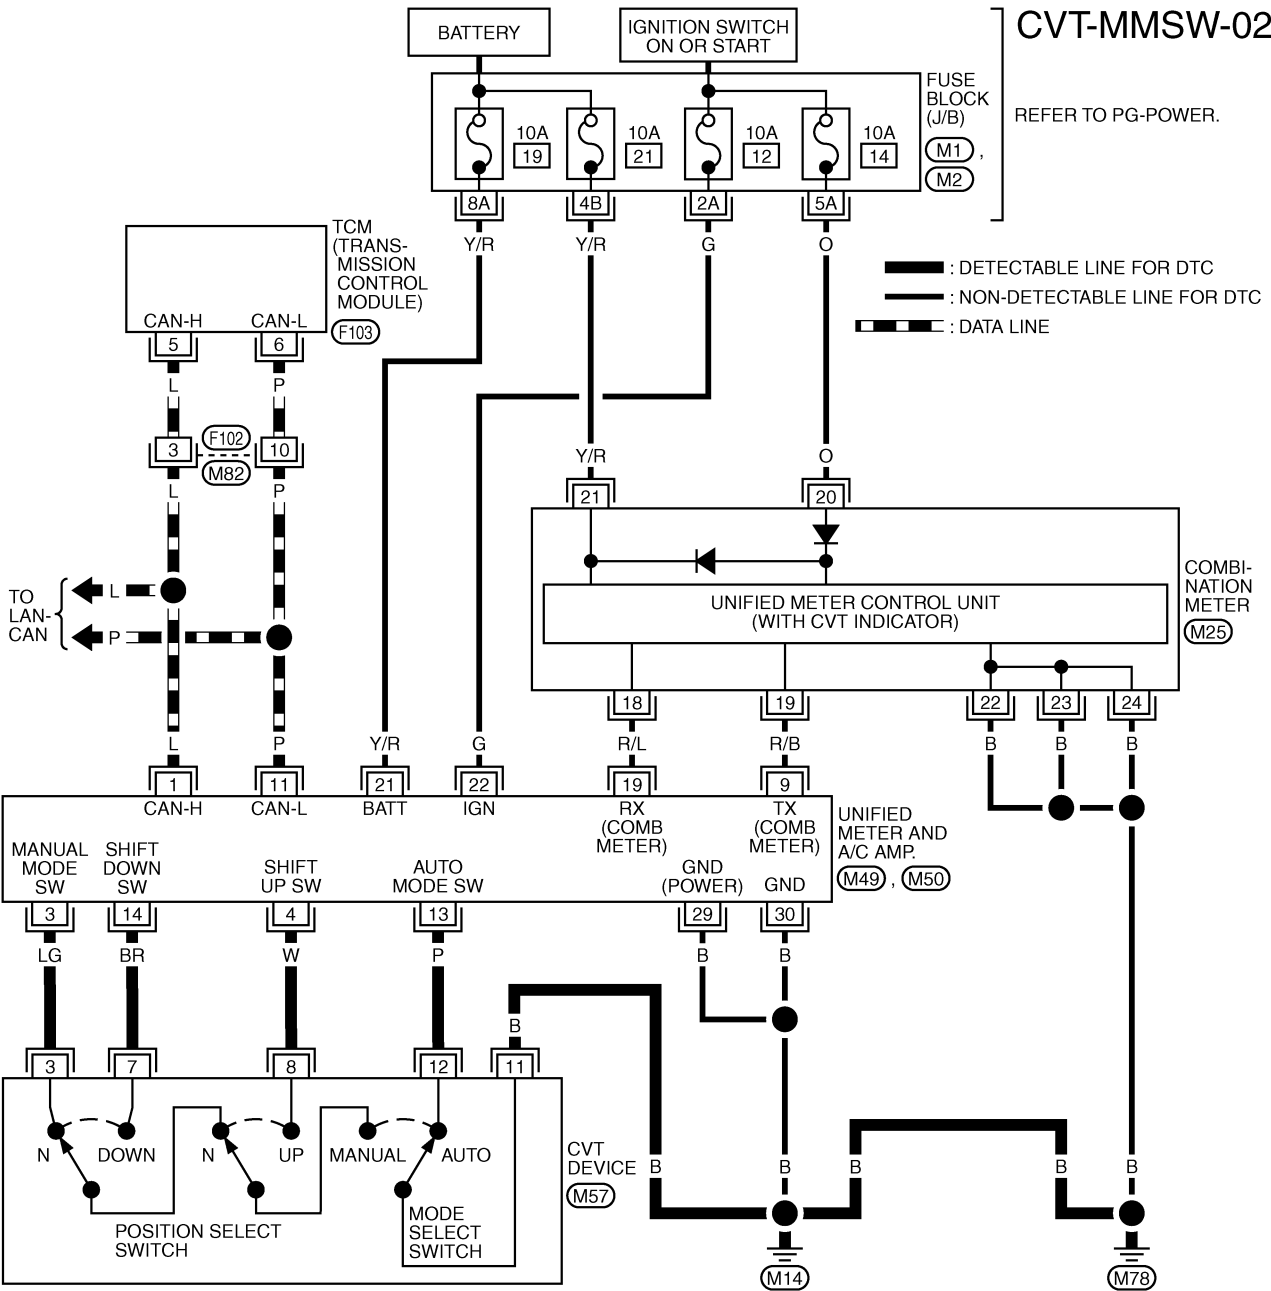 CVT-MMSW-02
BATTERY
IGNITION SWITCH
ON OR START
FUSE
BLOCK
(J/B)
M1 ,
M2
REFER TO PG-POWER.
10A
19
10A
21
10A
12
10A
14
8A
4B
2A
5A
Y/R
Y/R
G
O
TCM
(TRANS-
MISSION
CONTROL
MODULE)
F103
CAN-H
CAN-L
5
6
: DETECTABLE LINE FOR DTC
: NON-DETECTABLE LINE FOR DTC
: DATA LINE
L
P
3
F102
M82
10
L
P
Y/R
O
21
20
TO
LAN-
CAN
L
P
UNIFIED METER CONTROL UNIT
(WITH CVT INDICATOR)
COMBI-
NATION
METER
M25
18
19
22
23
24
L
P
Y/R
G
R/L
R/B
B
B
B
1
11
21
22
19
9
CAN-H
CAN-L
BATT
IGN
RX
(COMB
METER)
TX
(COMB
METER)
UNIFIED
METER AND
A/C AMP.
M49 , M50
MANUAL
MODE
SW
SHIFT
DOWN
SW
SHIFT
UP SW
AUTO
MODE SW
GND
(POWER)
GND
3
14
4
13
29
30
LG
BR
W
P
B
B
B
3
7
8
12
11
N
DOWN
N
UP
MANUAL
AUTO
POSITION SELECT
SWITCH
MODE
SELECT
SWITCH
CVT
DEVICE
M57
B
B
B
B
B
M14
M78